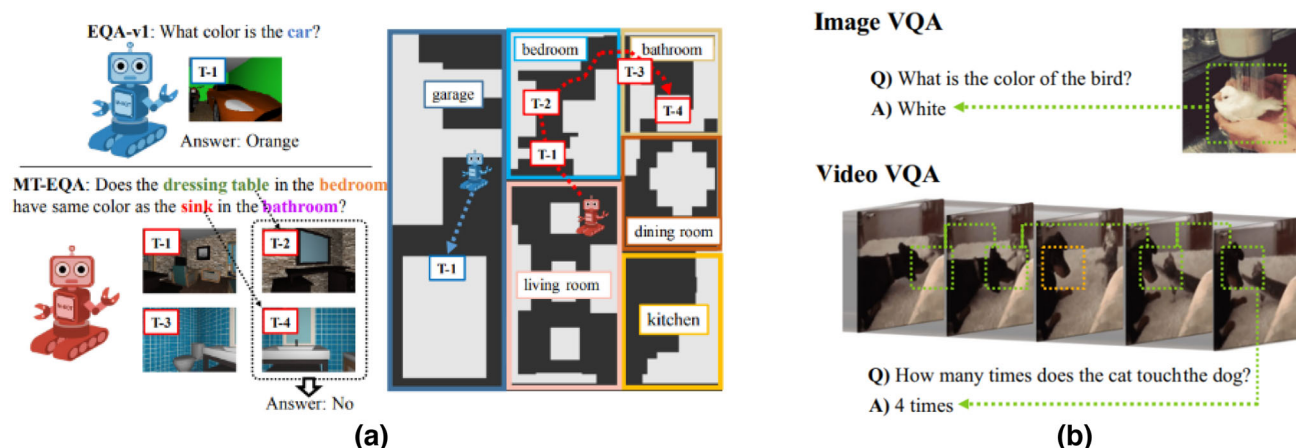 EQA-v1: What color is the car?
T-1
Answer: Orange
MT-EQA: Does the dressing table in the bedroom
have same color as the sink in the bathroom?
T-1
T-2
T-3
T-4
Answer: No
garage
T-1
bedroom
T-2
T-1
bathroom
T-3
T-4
living room
dining room
kitchen
(a)
Image VQA
Q) What is the color of the bird?
A) White
Video VQA
Q) How many times does the cat touch the dog?
A) 4 times
(b)